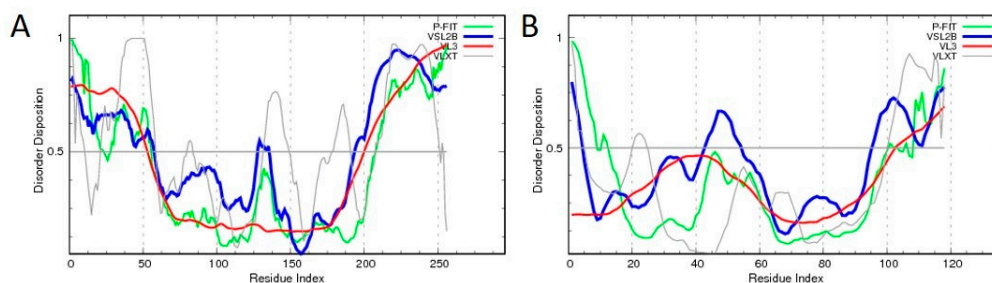 A
P-FIT
VSL2B
VL3
VLXT
1
0.5
Disorder Disposition
0 50 100 150 200 250
Residue Index
B
P-FIT
VSL2B
VL3
VLXT
1
0.5
Disorder Disposition
0 20 40 60 80 100 120
Residue Index